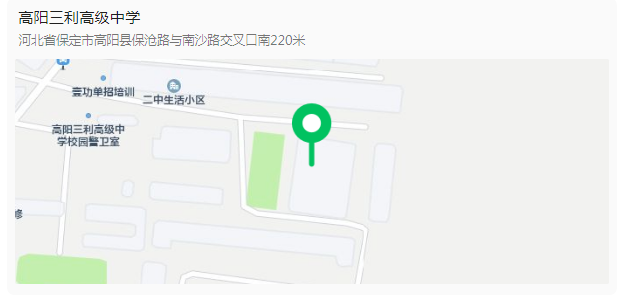 高阳三利高级中学
河北省保定市高阳县保沧路与南沙路交叉口南220米
壹功单招培训
二中生活小区
高阳三利高级中
学校园警卫室
修